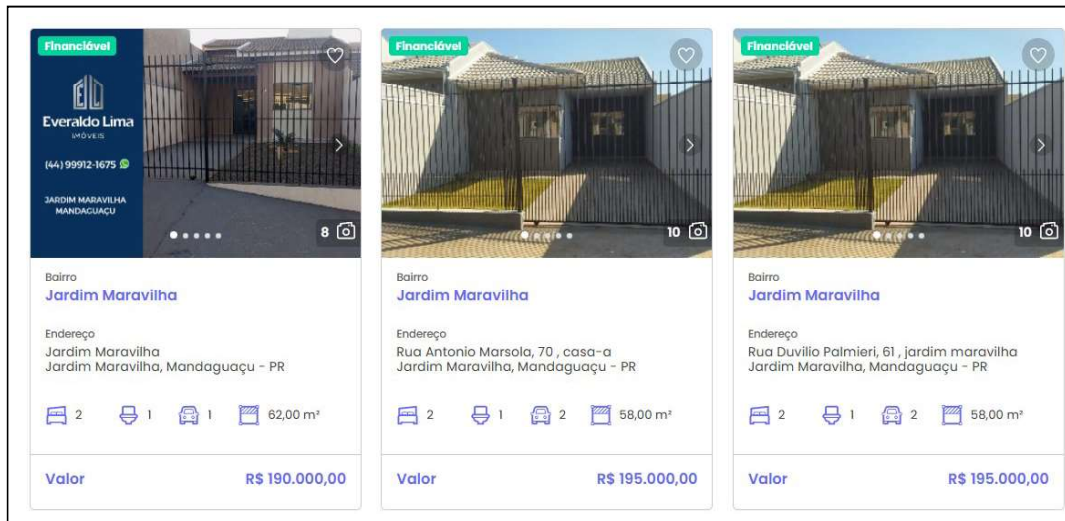 Financiável
Everaldo Lima
IMÓVEIS
(44) 99912-1675
JARDIM MARAVILHA
MANDAGUAÇU
8
Bairro
Jardim Maravilha
Endereço
Jardim Maravilha
Jardim Maravilha, Mandaguaçu - PR
2 1 1 62,00 m²
Valor R$ 190.000,00
Financiável
10
Bairro
Jardim Maravilha
Endereço
Rua Antonio Marsola, 70 , casa-a
Jardim Maravilha, Mandaguaçu - PR
2 1 2 58,00 m²
Valor R$ 195.000,00
Financiável
10
Bairro
Jardim Maravilha
Endereço
Rua Duvilio Palmieri, 61 , jardim maravilha
Jardim Maravilha, Mandaguaçu - PR
2 1 2 58,00 m²
Valor R$ 195.000,00